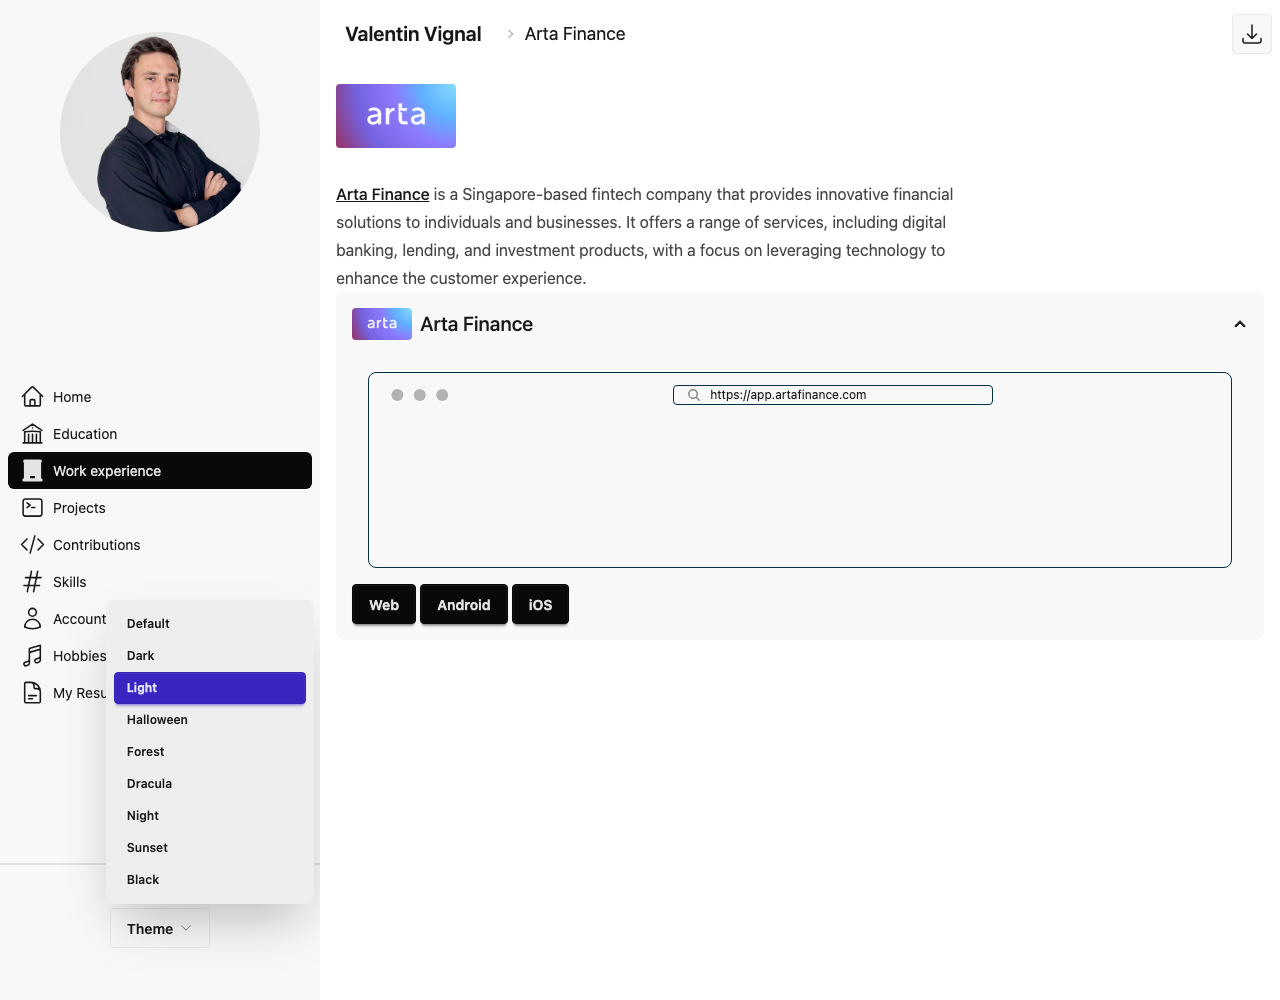 Valentin Vignal
Arta Finance
arta
Arta Finance is a Singapore-based fintech company that provides innovative financial
solutions to individuals and businesses. It offers a range of services, including digital
banking, lending, and investment products, with a focus on leveraging technology to
enhance the customer experience.
arta
Arta Finance
https://app.artafinance.com
Web
Android
iOS
Home
Education
Work experience
Projects
Contributions
Skills
Account
Hobbies
My Resu
Default
Dark
Light
Halloween
Forest
Dracula
Night
Sunset
Black
Theme